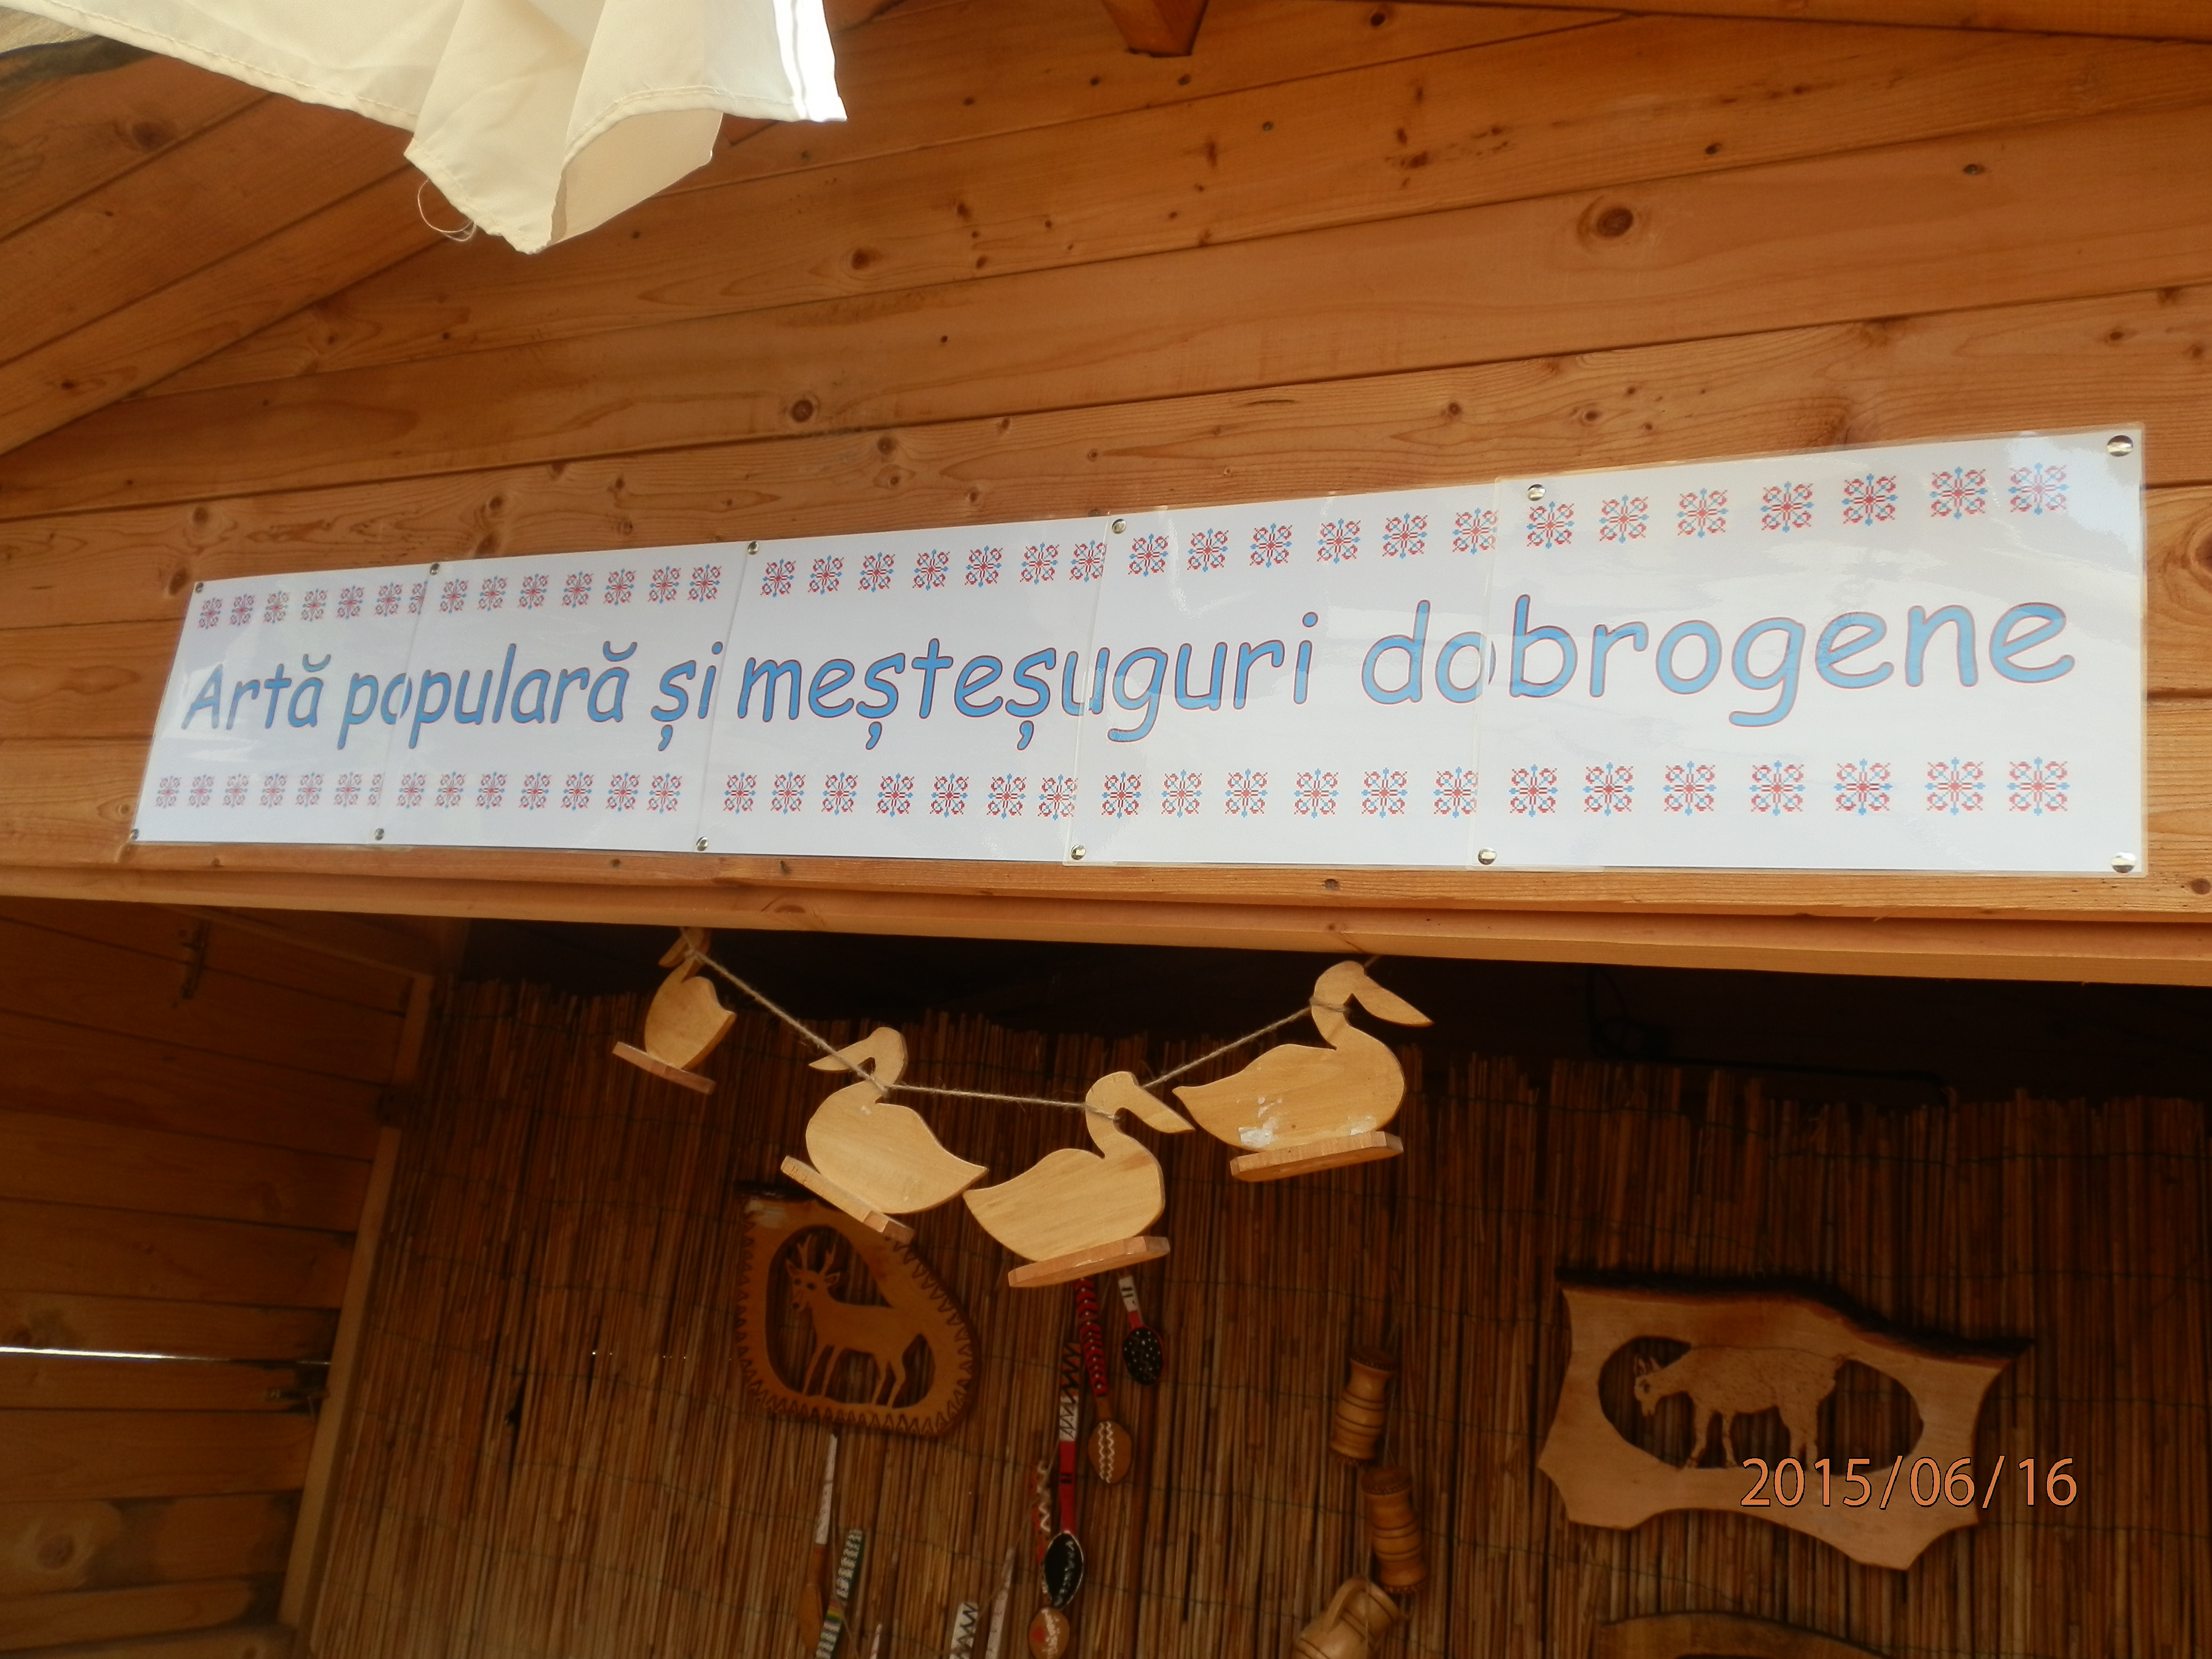 Artă populară și meșteșuguri dobrogene
2015/06/16